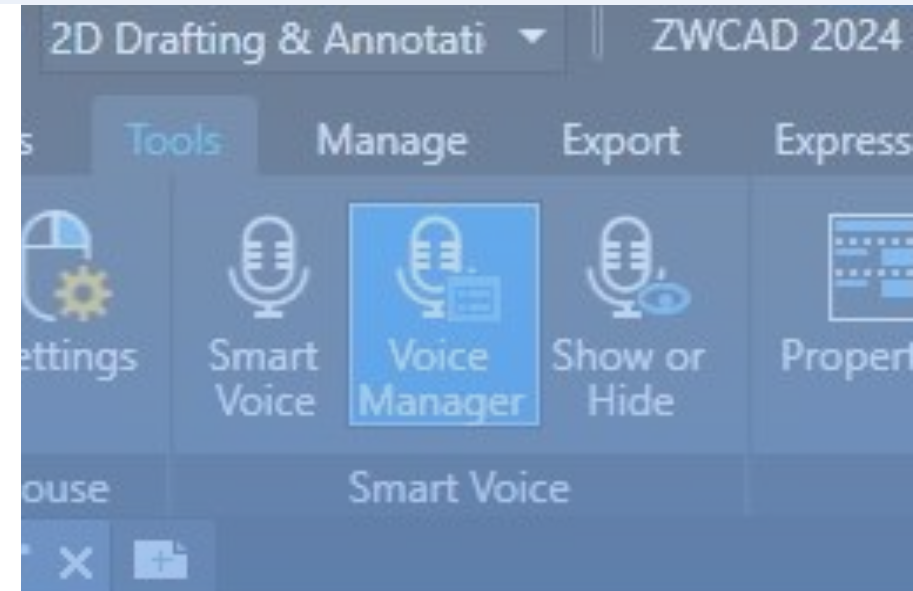 2D Drafting & Annotati
ZWCAD 2024
s
Tools
Manage
Export
Express
ettings
Smart
Voice
Voice
Manager
Show or
Hide
Propert
ouse
Smart Voice